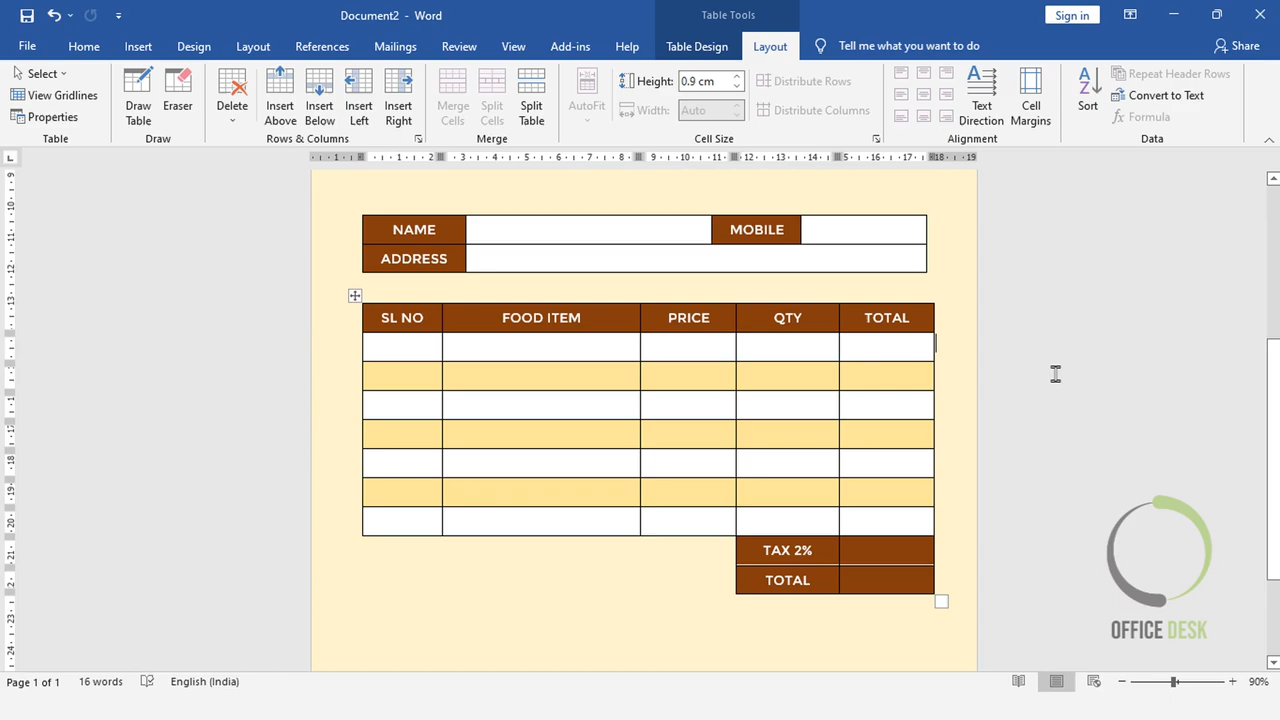 Document2 - Word
Table Tools
Sign in
File Home Insert Design Layout References Mailings Review View Add-ins Help Table Design Layout Tell me what you want to do Share
Select
View Gridlines
Properties
Table
Draw Table
Eraser
Draw
Delete
Insert Above
Insert Below
Insert Left
Insert Right
Rows & Columns
Merge Cells
Split Cells
Split Table
Merge
AutoFit
Height: 0.9 cm
Width: Auto
Distribute Rows
Distribute Columns
Cell Size
Text Direction
Cell Margins
Alignment
Sort
Repeat Header Rows
Convert to Text
Formula
Data
NAME MOBILE
ADDRESS
SL NO FOOD ITEM PRICE QTY TOTAL
TAX 2%
TOTAL
OFFICE DESK
Page 1 of 1 16 words English (India) 90%